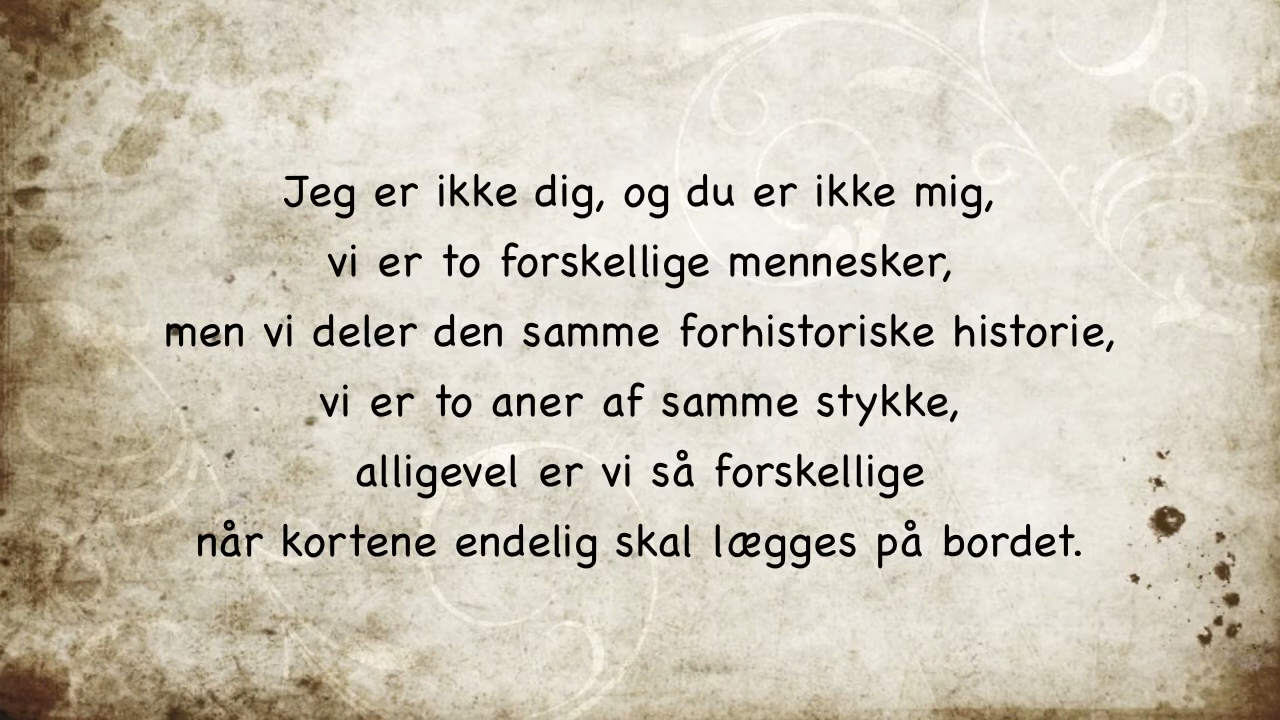 Jeg er ikke dig, og du er ikke mig,
vi er to forskellige mennesker,
men vi deler den samme forhistoriske historie,
vi er to aner af samme stykke,
alligevel er vi så forskellige
når kortene endelig skal lægges på bordet.